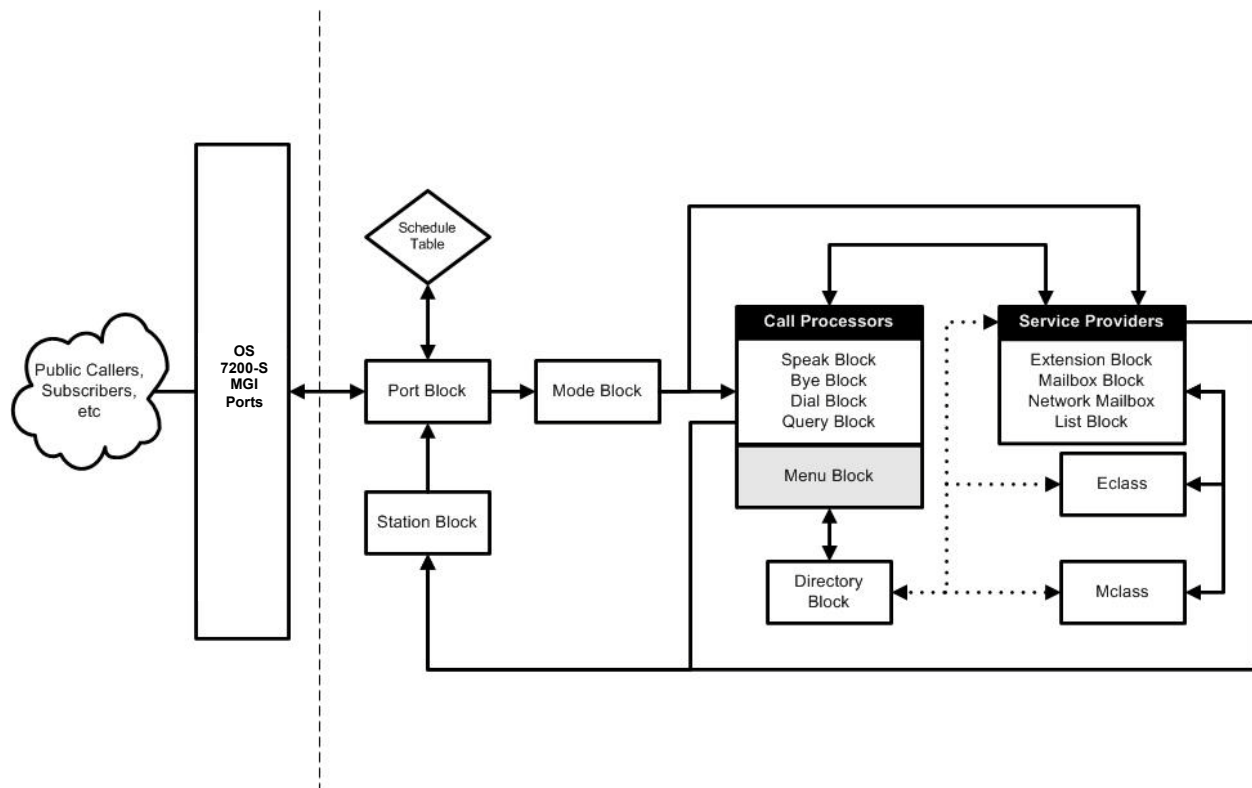 Public Callers,
Subscribers,
etc
OS
7200-S
MGI
Ports
Schedule
Table
Port Block
Mode Block
Station Block
Call Processors
Speak Block
Bye Block
Dial Block
Query Block
Menu Block
Directory
Block
Service Providers
Extension Block
Mailbox Block
Network Mailbox
List Block
Eclass
Mclass